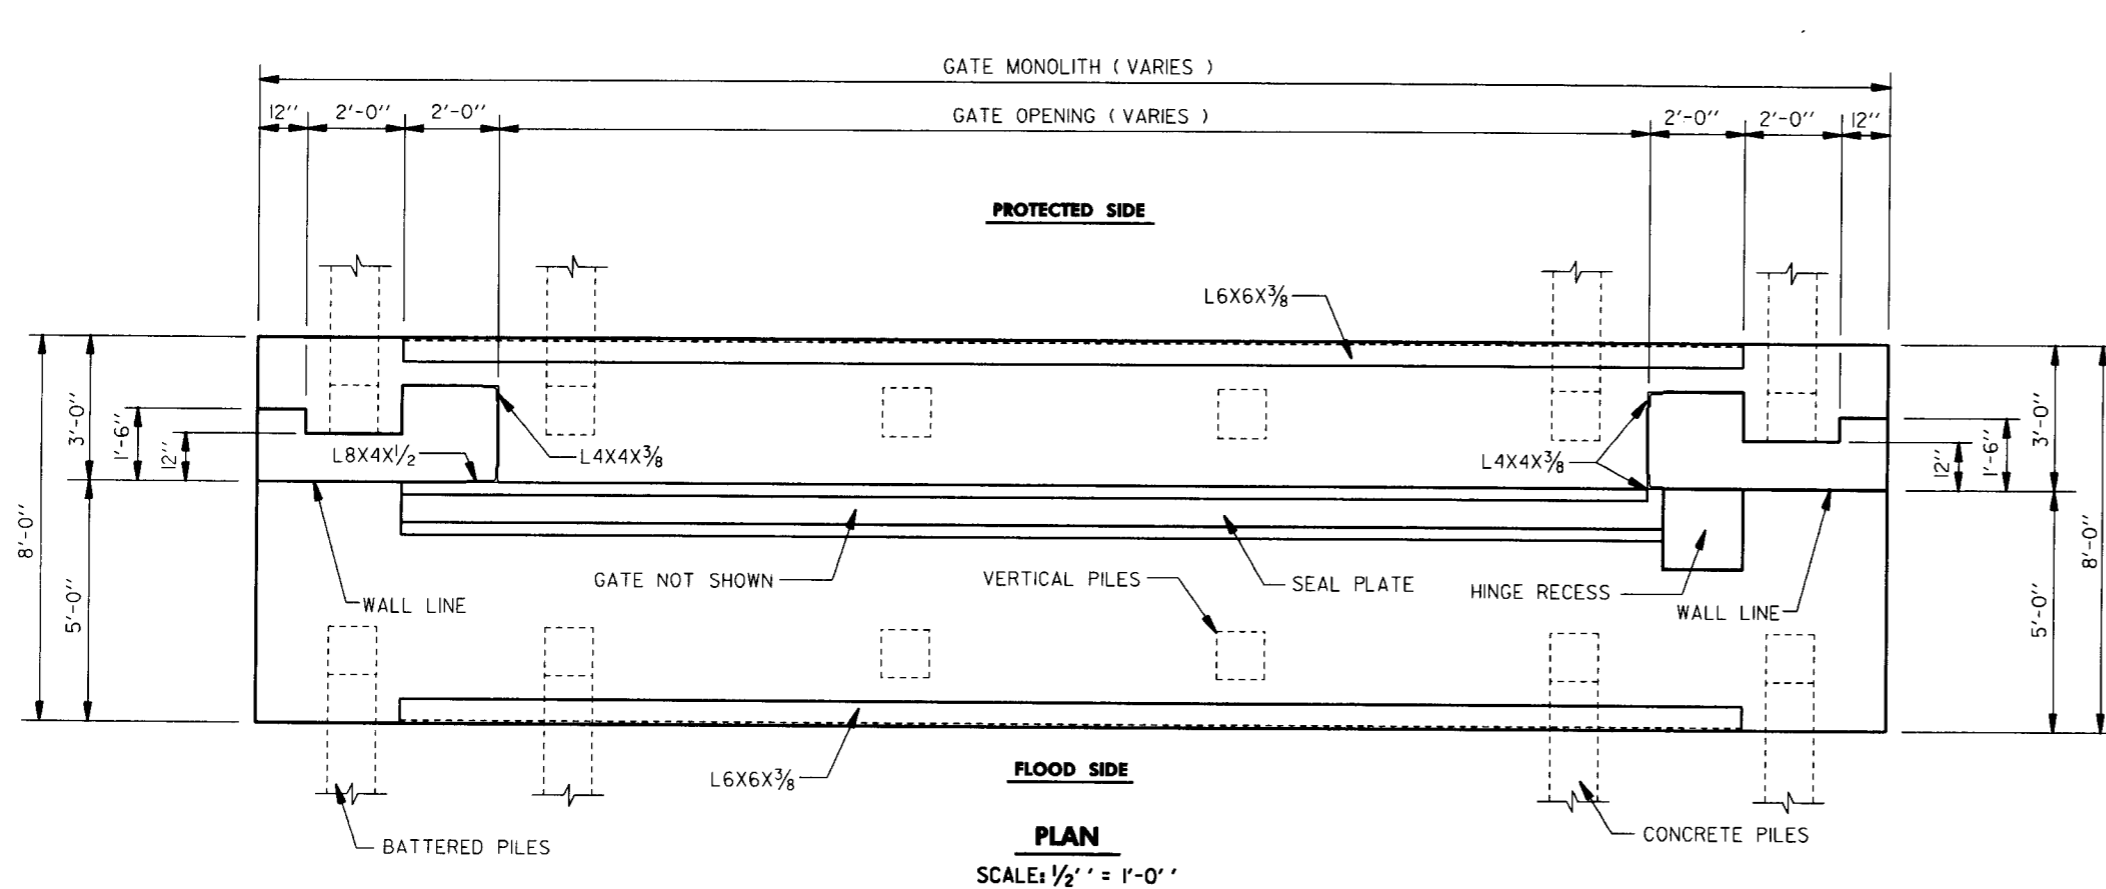 GATE MONOLITH ( VARIES )
12'' 2'-0'' 2'-0'' GATE OPENING ( VARIES ) 2'-0'' 2'-0'' 12''
PROTECTED SIDE
L6X6X3/8
8'-0'' 3'-0'' 1'-6'' 12'' 5'-0''
L8X4X1/2
L4X4X3/8
L4X4X3/8
12'' 1'-6'' 3'-0'' 5'-0'' 8'-0''
GATE NOT SHOWN
VERTICAL PILES
SEAL PLATE
HINGE RECESS
WALL LINE
WALL LINE
L6X6X3/8
FLOOD SIDE
BATTERED PILES
CONCRETE PILES
PLAN
SCALE: 1/2'' = 1'-0''